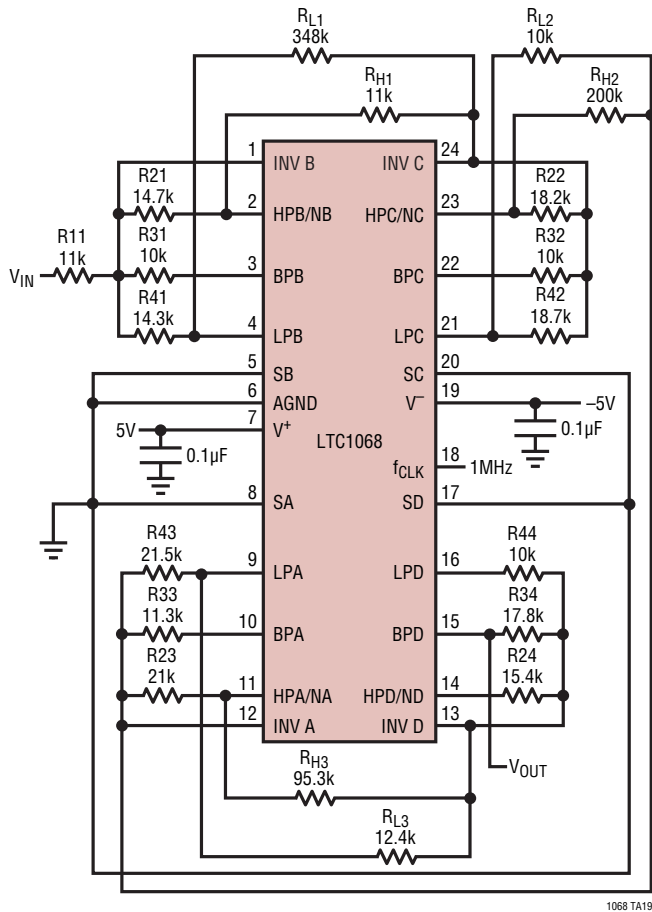 RL1
348k
RL2
10k
RH1
11k
RH2
200k
1
INV B
INV C
24
R21
14.7k
2
HPB/NB
HPC/NC
23
R22
18.2k
R11
11k
VIN
R31
10k
3
BPB
BPC
22
R32
10k
R41
14.3k
4
LPB
LPC
21
R42
18.7k
5
SB
SC
20
6
AGND
V–
19
–5V
5V
7
V+
LTC1068
0.1µF
0.1µF
fCLK
18
1MHz
8
SA
SD
17
R43
21.5k
9
LPA
LPD
16
R44
10k
R33
11.3k
10
BPA
BPD
15
R34
17.8k
R23
21k
11
HPA/NA
HPD/ND
14
R24
15.4k
12
INV A
INV D
13
RH3
95.3k
VOUT
RL3
12.4k
1068 TA19